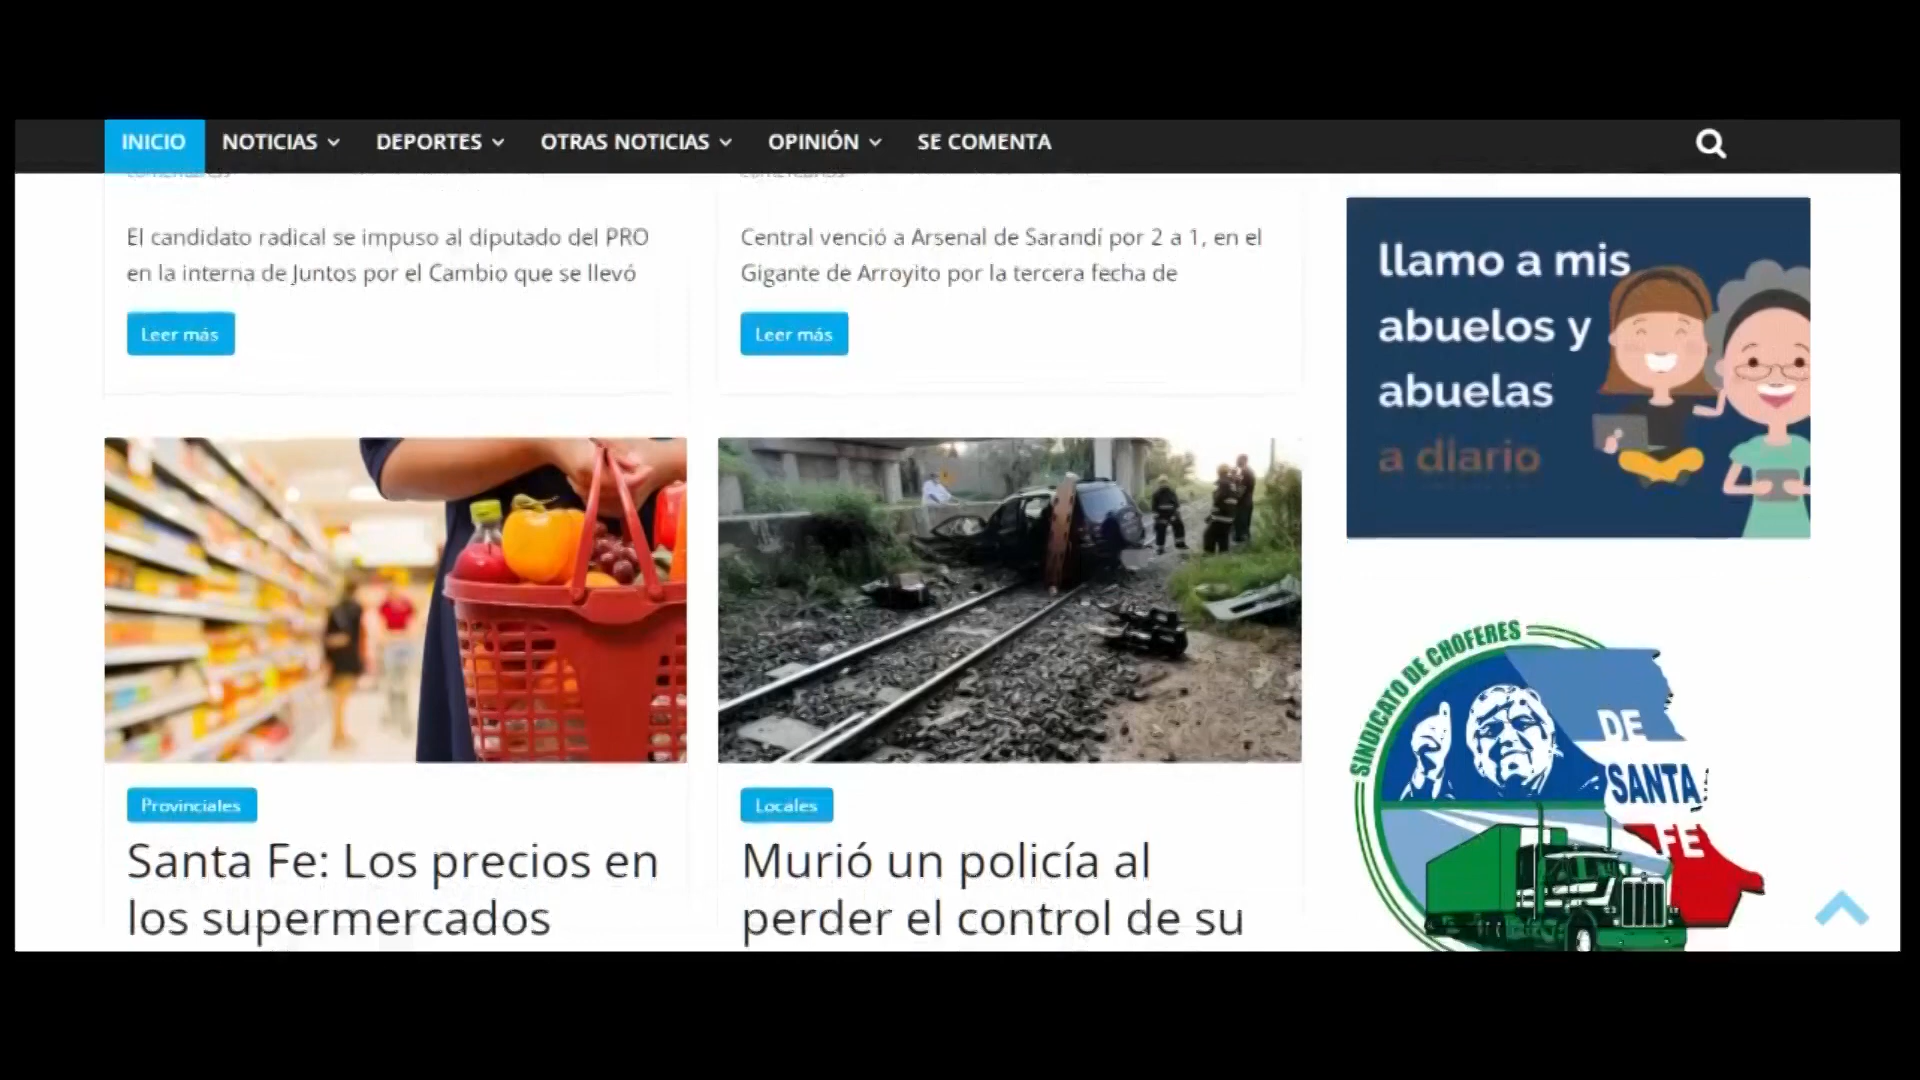 INICIO
NOTICIAS
DEPORTES
OTRAS NOTICIAS
OPINIÓN
SE COMENTA
El candidato radical se impuso al diputado del PRO
en la interna de Juntos por el Cambio que se llevó
Leer más
Central venció a Arsenal de Sarandí por 2 a 1, en el
Gigante de Arroyito por la tercera fecha de
Leer más
Provinciales
Santa Fe: Los precios en
los supermercados
Locales
Murió un policía al
perder el control de su
llamo a mis
abuelos y
abuelas
a diario
SINDICATO DE CHOFERES
DE
SANTA
FE